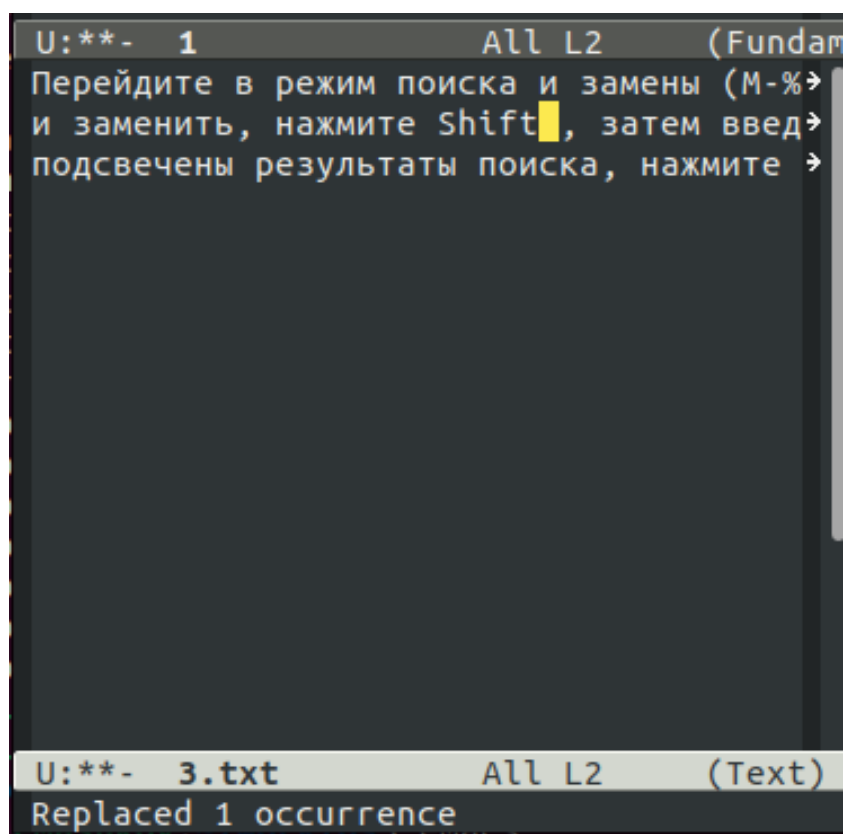 U:**- 1 All L2 (Fundam
Перейдите в режим поиска и замены (M-%
и заменить, нажмите Shift , затем введ
подсвечены результаты поиска, нажмите
U:**- 3.txt All L2 (Text)
Replaced 1 occurrence